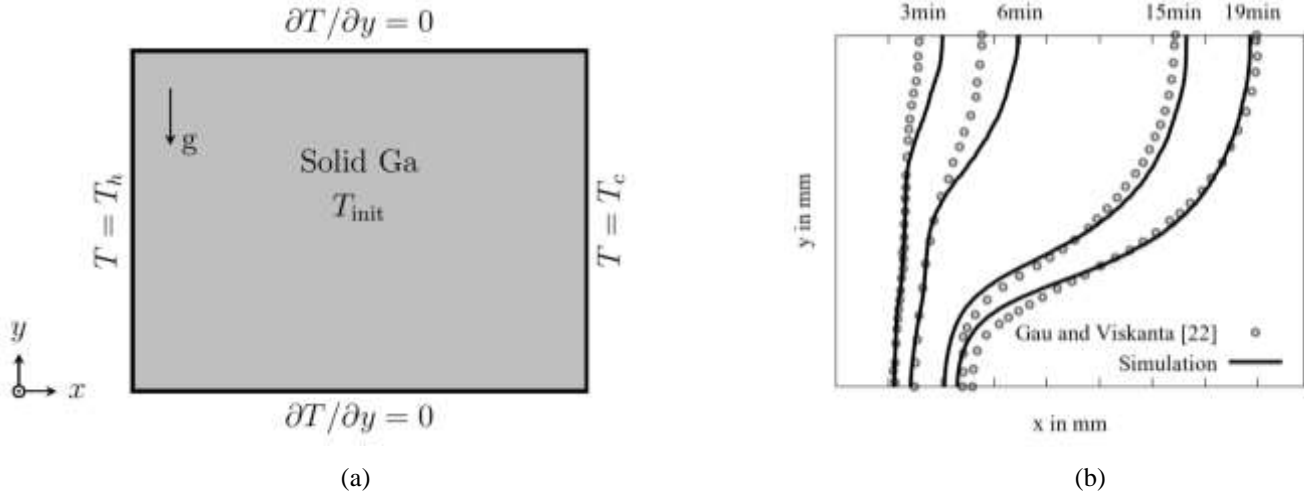 ∂T/∂y = 0
g
Solid Ga
T_init
T = T_h
T = T_c
y
x
∂T/∂y = 0
(a)
3min 6min 15min 19min
y in mm
Gau and Viskanta [22]
Simulation
x in mm
(b)